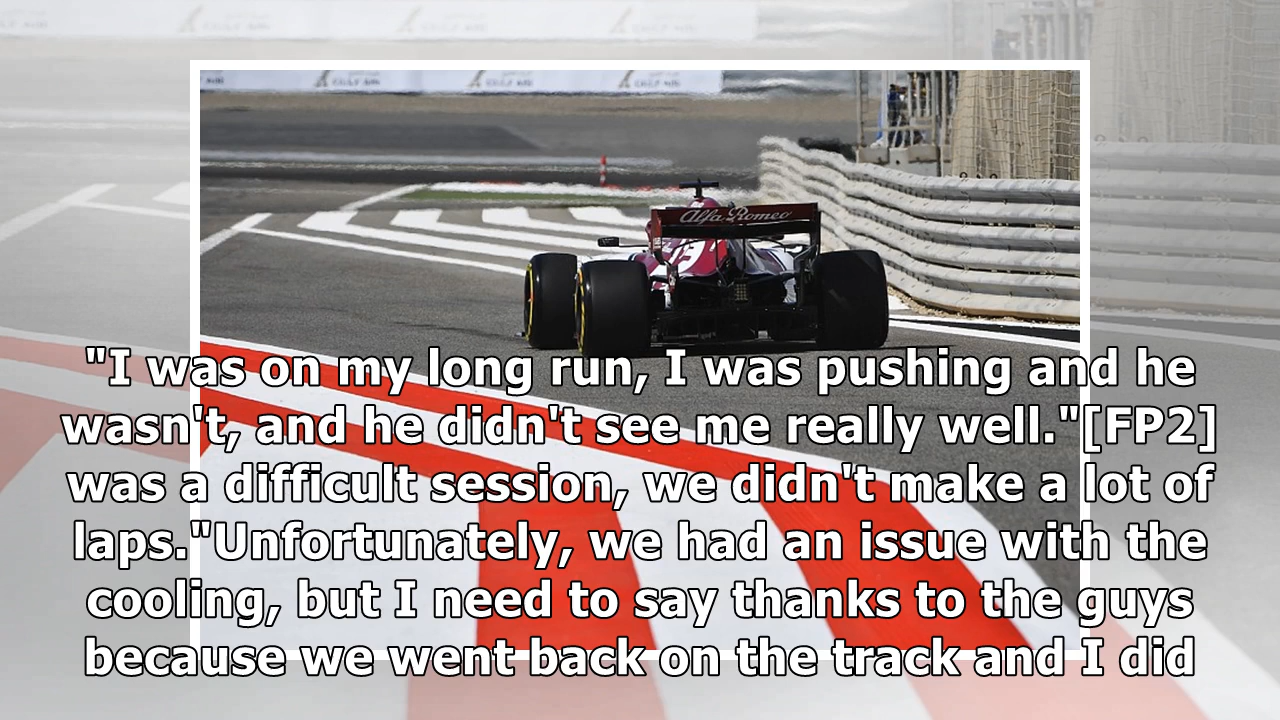 Alfa Romeo
"I was on my long run, I was pushing and he
wasn't, and he didn't see me really well."[FP2]
was a difficult session, we didn't make a lot of
laps."Unfortunately, we had an issue with the
cooling, but I need to say thanks to the guys
because we went back on the track and I did